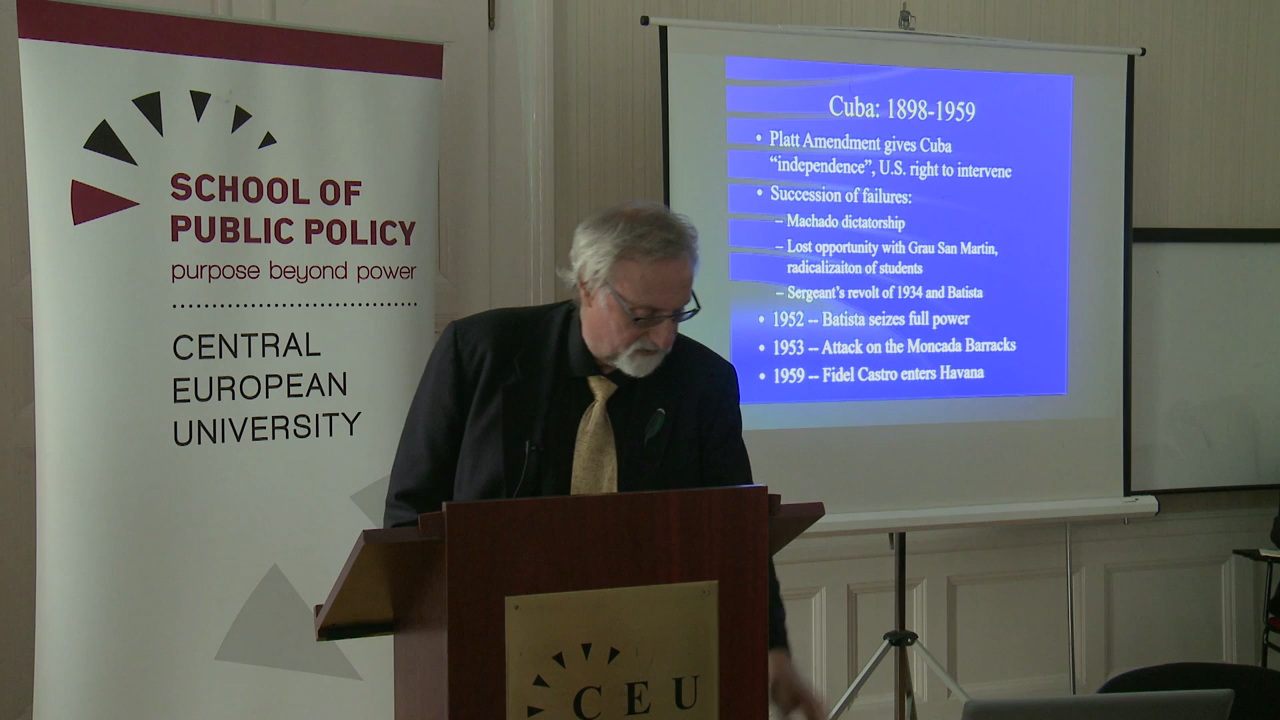 SCHOOL OF
PUBLIC POLICY
purpose beyond power
CENTRAL
EUROPEAN
UNIVERSITY
Cuba: 1898-1959
• Platt Amendment gives Cuba
“independence”, U.S. right to intervene
• Succession of failures:
– Machado dictatorship
– Lost opportunity with Grau San Martin,
radicalizaiton of students
– Sergeant's revolt of 1934 and Batista
• 1952 -- Batista seizes full power
• 1953 -- Attack on the Moncada Barracks
• 1959 -- Fidel Castro enters Havana
CEU